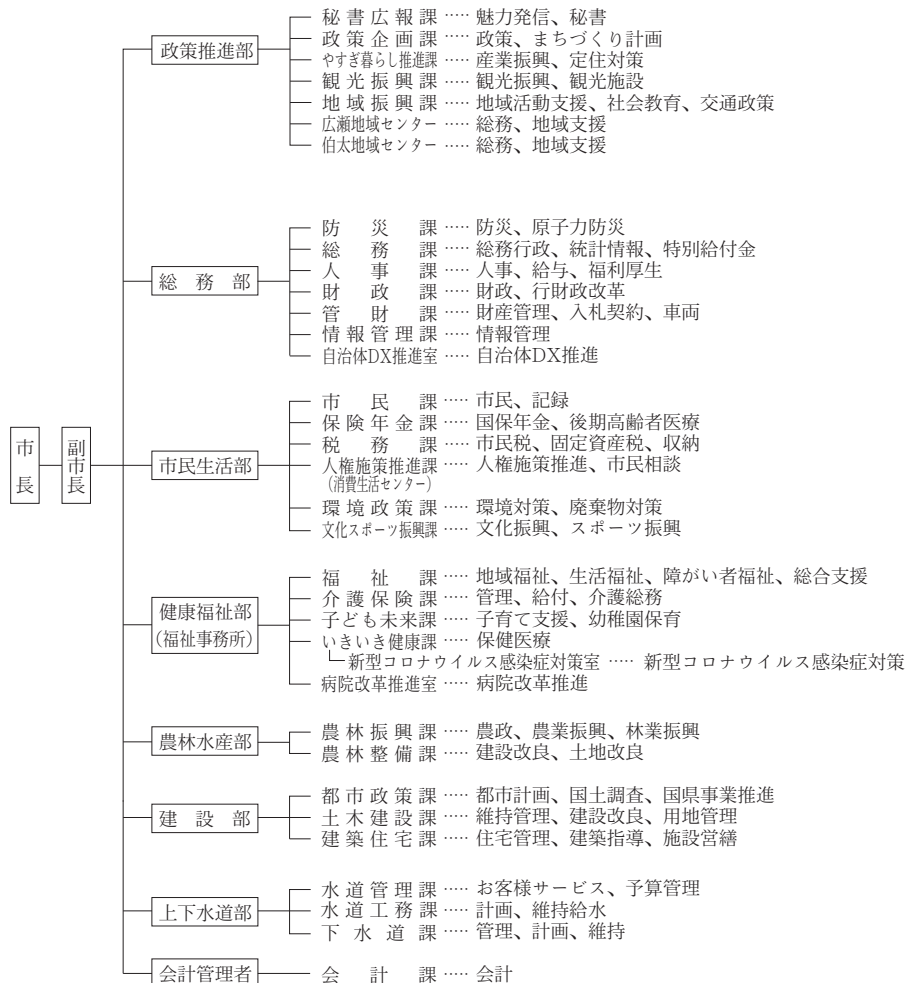 秘書広報課 ····· 魅力発信、秘書
政策推進部
政策企画課 ····· 政策、まちづくり計画
やすぎ暮らし推進課 ····· 産業振興、定住対策
観光振興課 ····· 観光振興、観光施設
地域振興課 ····· 地域活動支援、社会教育、交通政策
広瀬地域センター ····· 総務、地域支援
伯太地域センター ····· 総務、地域支援
防災課 ····· 防災、原子力防災
総務課 ····· 総務行政、統計情報、特別給付金
総務部
人事課 ····· 人事、給与、福利厚生
財政課 ····· 財政、行財政改革
管財課 ····· 財産管理、入札契約、車両
情報管理課 ····· 情報管理
自治体DX推進室 ····· 自治体DX推進
市長
副市長
市民課 ····· 市民、記録
保険年金課 ····· 国保年金、後期高齢者医療
税務課 ····· 市民税、固定資産税、収納
市民生活部
人権施策推進課 ····· 人権施策推進、市民相談
(消費生活センター)
環境政策課 ····· 環境対策、廃棄物対策
文化スポーツ振興課 ····· 文化振興、スポーツ振興
福祉課 ····· 地域福祉、生活福祉、障がい者福祉、総合支援
介護保険課 ····· 管理、給付、介護総務
健康福祉部
(福祉事務所)
子ども未来課 ····· 子育て支援、幼稚園保育
いきいき健康課 ····· 保健医療
新型コロナウイルス感染症対策室 ····· 新型コロナウイルス感染症対策
病院改革推進室 ····· 病院改革推進
農林水産部
農林振興課 ····· 農政、農業振興、林業振興
農林整備課 ····· 建設改良、土地改良
都市政策課 ····· 都市計画、国土調査、国県事業推進
建設部
土木建設課 ····· 維持管理、建設改良、用地管理
建築住宅課 ····· 住宅管理、建築指導、施設営繕
水道管理課 ····· お客様サービス、予算管理
上下水道部
水道工務課 ····· 計画、維持給水
下水道課 ····· 管理、計画、維持
会計管理者
会計課 ····· 会計